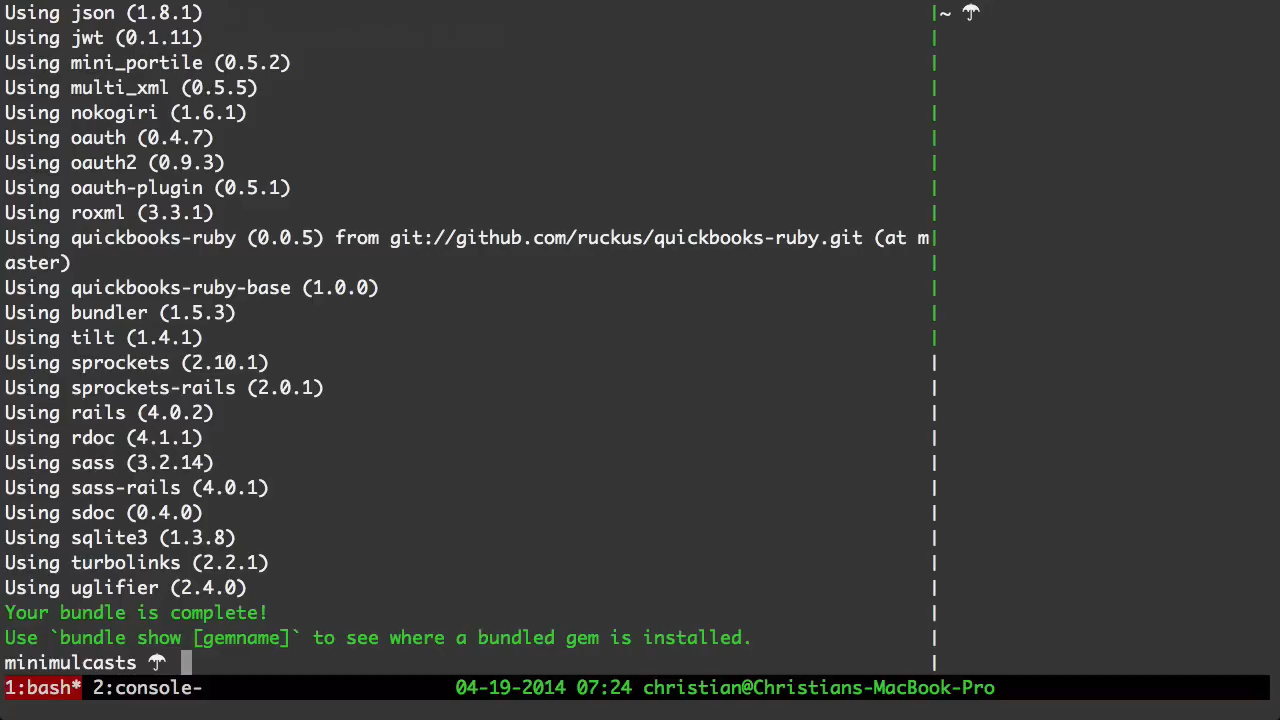 Using json (1.8.1)
Using jwt (0.1.11)
Using mini_portile (0.5.2)
Using multi_xml (0.5.5)
Using nokogiri (1.6.1)
Using oauth (0.4.7)
Using oauth2 (0.9.3)
Using oauth-plugin (0.5.1)
Using roxml (3.3.1)
Using quickbooks-ruby (0.0.5) from git://github.com/ruckus/quickbooks-ruby.git (at m
aster)
Using quickbooks-ruby-base (1.0.0)
Using bundler (1.5.3)
Using tilt (1.4.1)
Using sprockets (2.10.1)
Using sprockets-rails (2.0.1)
Using rails (4.0.2)
Using rdoc (4.1.1)
Using sass (3.2.14)
Using sass-rails (4.0.1)
Using sdoc (0.4.0)
Using sqlite3 (1.3.8)
Using turbolinks (2.2.1)
Using uglifier (2.4.0)
Your bundle is complete!
Use `bundle show [gemname]` to see where a bundled gem is installed.
minimulcasts ☂
~ ☂
1:bash* 2:console- 04-19-2014 07:24 christian@Christians-MacBook-Pro